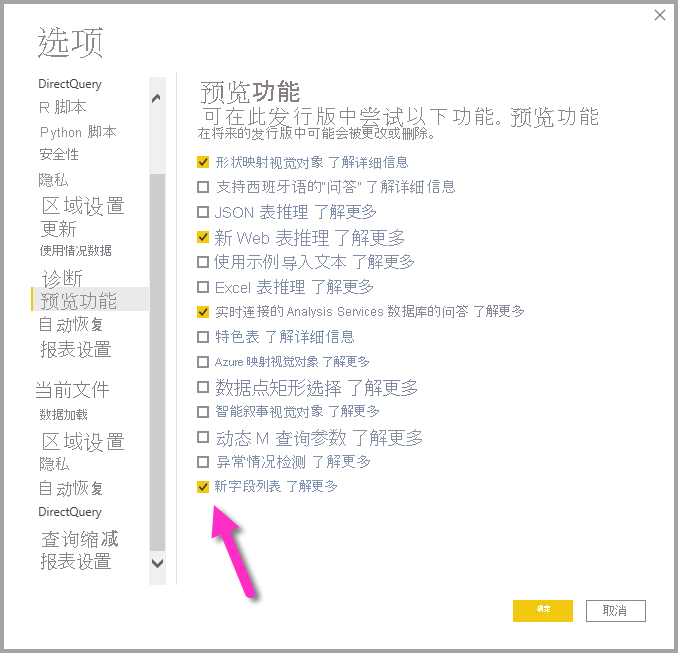 选项
DirectQuery
R 脚本
Python 脚本
安全性
隐私
区域设置
更新
使用情况数据
诊断
预览功能
自动恢复
报表设置
当前文件
数据加载
区域设置
隐私
自动恢复
DirectQuery
查询缩减
报表设置
预览功能
可在此发行版中尝试以下功能。预览功能
在将来的发行版中可能会被更改或删除。
形状映射视觉对象 了解详细信息
支持西班牙语的"问答" 了解详细信息
JSON 表推理 了解更多
新 Web 表推理 了解更多
使用示例导入文本 了解更多
Excel 表推理 了解更多
实时连接的 Analysis Services 数据库的问答 了解更多
特色表 了解详细信息
Azure 映射视觉对象 了解更多
数据点矩形选择 了解更多
智能叙事视觉对象 了解更多
动态 M 查询参数 了解更多
异常情况检测 了解更多
新字段列表 了解更多
确定
取消